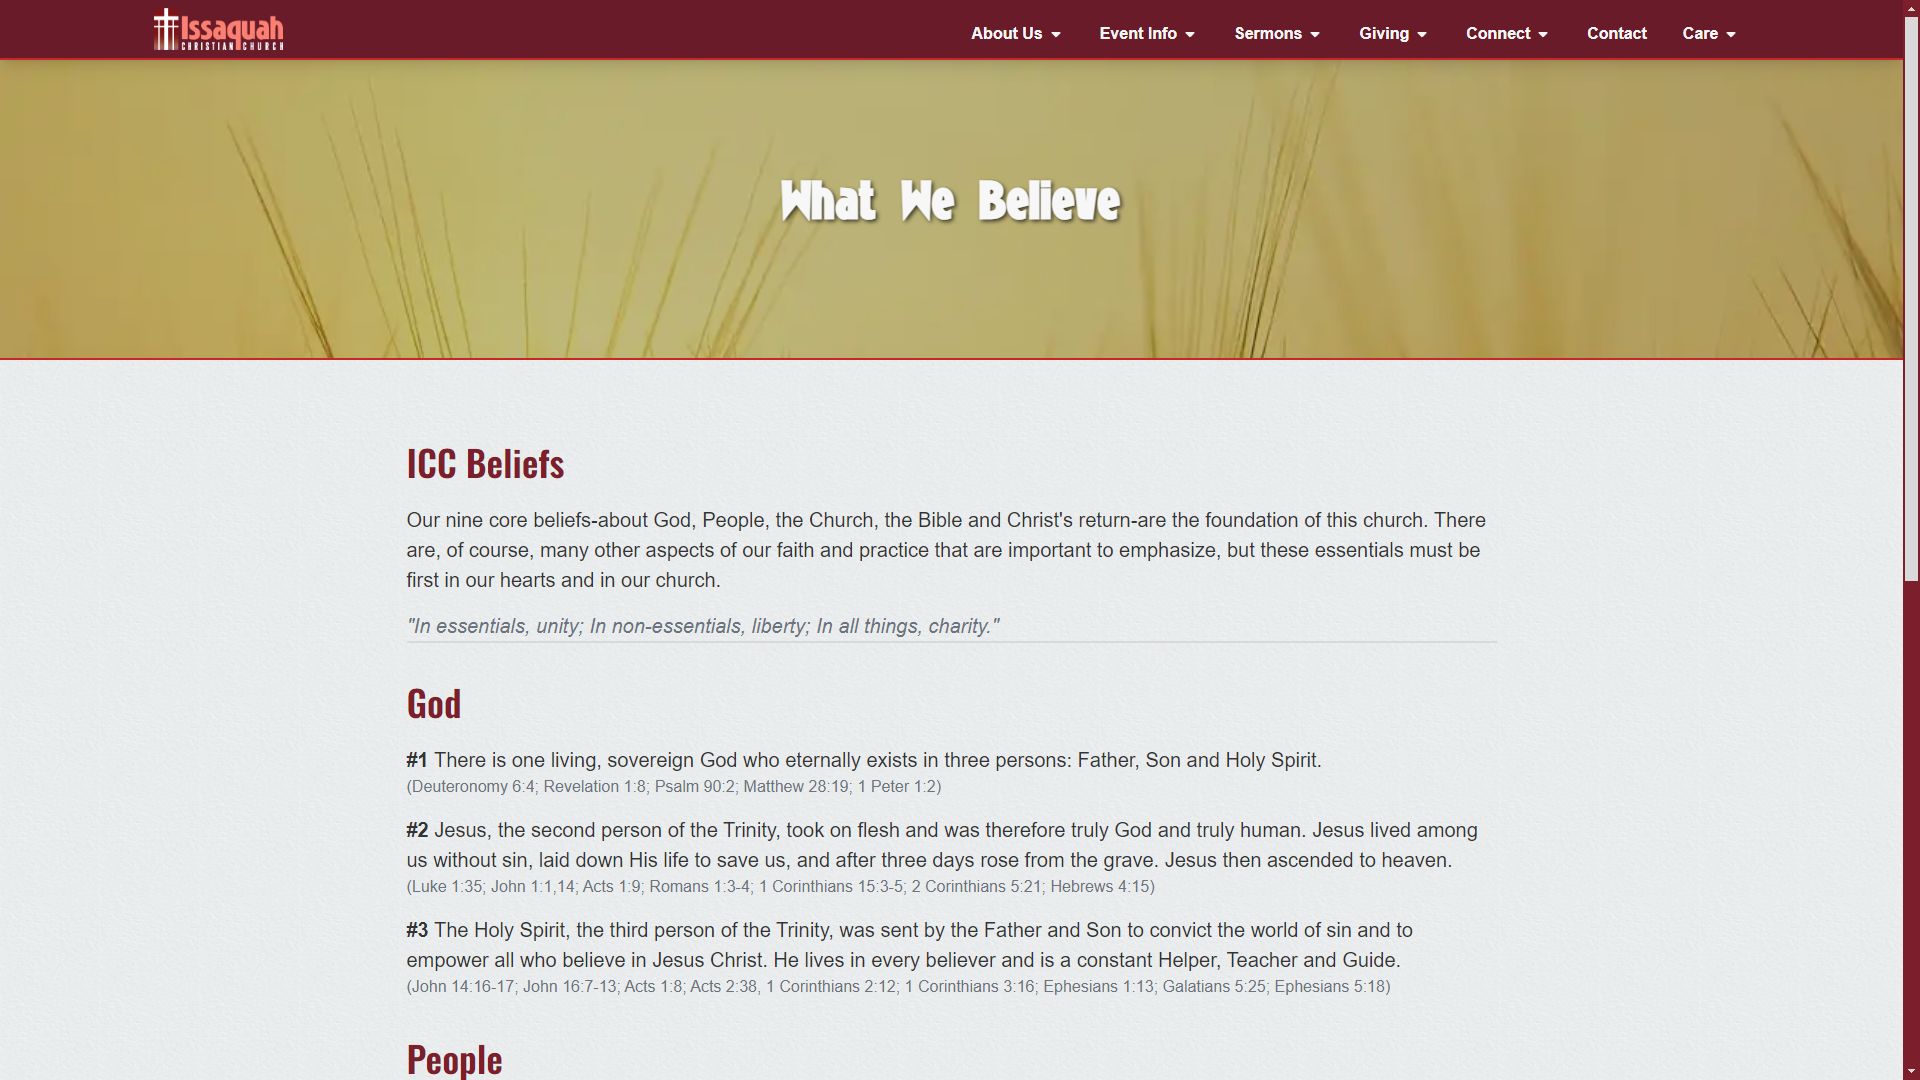 Issaquah
CHRISTIAN CHURCH
About Us
Event Info
Sermons
Giving
Connect
Contact
Care
What We Believe
ICC Beliefs
Our nine core beliefs-about God, People, the Church, the Bible and Christ's return-are the foundation of this church. There
are, of course, many other aspects of our faith and practice that are important to emphasize, but these essentials must be
first in our hearts and in our church.
"In essentials, unity; In non-essentials, liberty; In all things, charity."
God
#1 There is one living, sovereign God who eternally exists in three persons: Father, Son and Holy Spirit.
(Deuteronomy 6:4; Revelation 1:8; Psalm 90:2; Matthew 28:19; 1 Peter 1:2)
#2 Jesus, the second person of the Trinity, took on flesh and was therefore truly God and truly human. Jesus lived among
us without sin, laid down His life to save us, and after three days rose from the grave. Jesus then ascended to heaven.
(Luke 1:35; John 1:1,14; Acts 1:9; Romans 1:3-4; 1 Corinthians 15:3-5; 2 Corinthians 5:21; Hebrews 4:15)
#3 The Holy Spirit, the third person of the Trinity, was sent by the Father and Son to convict the world of sin and to
empower all who believe in Jesus Christ. He lives in every believer and is a constant Helper, Teacher and Guide.
(John 14:16-17; John 16:7-13; Acts 1:8; Acts 2:38, 1 Corinthians 2:12; 1 Corinthians 3:16; Ephesians 1:13; Galatians 5:25; Ephesians 5:18)
People